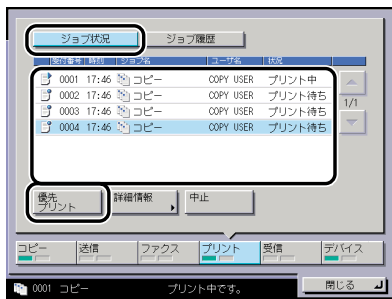 ジョブ状況 ジョブ履歴
受付番号 時刻 ジョブ名 ユーザ名 状況
0001 17:46 コピー COPY USER プリント中
0002 17:46 コピー COPY USER プリント待ち
0003 17:46 コピー COPY USER プリント待ち
0004 17:46 コピー COPY USER プリント待ち
1/1
優先
プリント
詳細情報
中止
コピー 送信 ファクス プリント 受信 デバイス
0001 コピー プリント中です。 閉じる